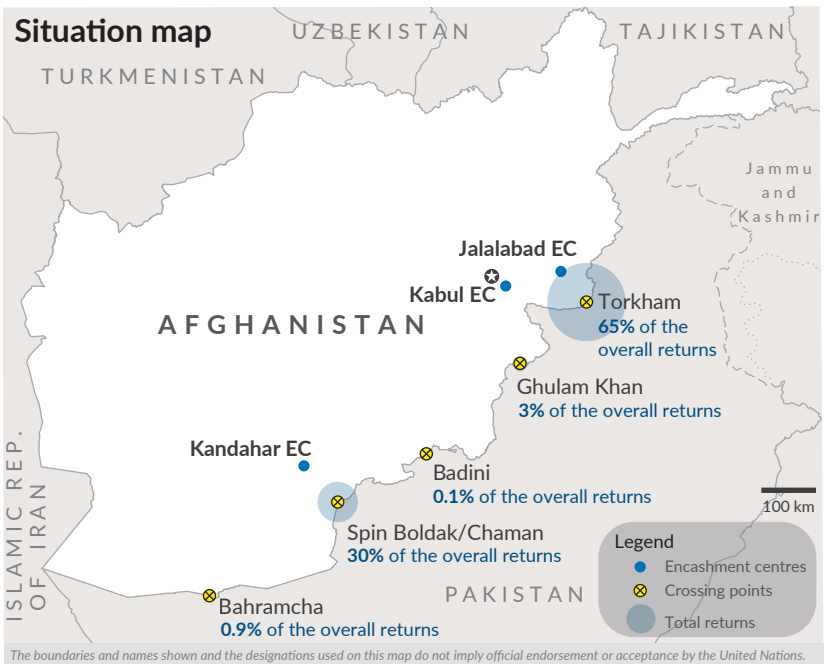 Situation map
UZBEKISTAN
TAJIKISTAN
TURKMENISTAN
Jammu
and
Kashmir
Jalalabad EC
Kabul EC
Torkham
65% of the
overall returns
AFGHANISTAN
Ghulam Khan
3% of the overall returns
Kandahar EC
Badini
0.1% of the overall returns
ISLAMIC REP.
OF IRAN
100 km
Spin Boldak/Chaman
30% of the overall returns
Legend
Encashment centres
Crossing points
Total returns
PAKISTAN
Bahramcha
0.9% of the overall returns
The boundaries and names shown and the designations used on this map do not imply official endorsement or acceptance by the United Nations.